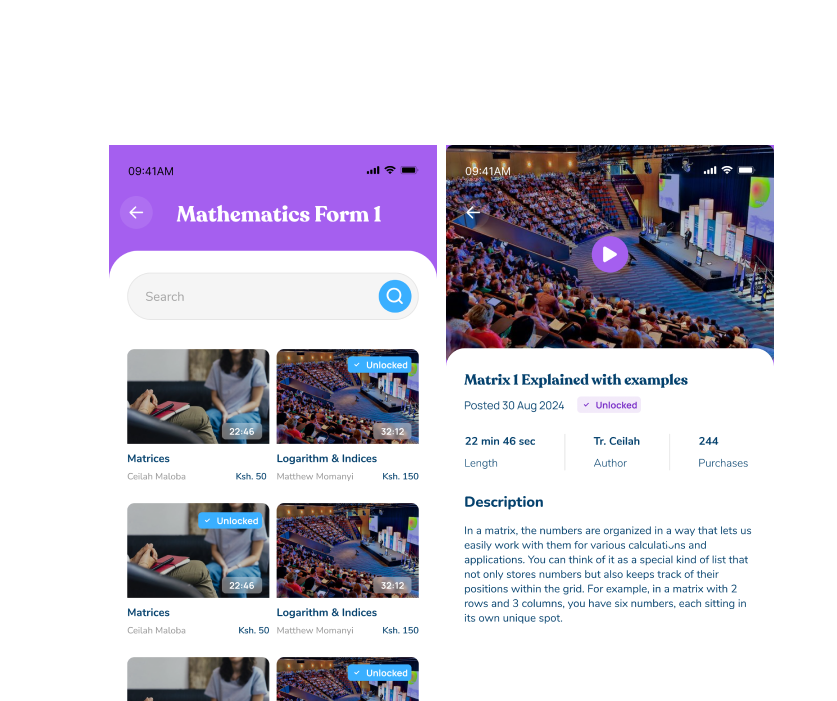 09:41AM
Mathematics Form 1
Search
Unlocked
22:46
32:12
Matrices
Logarithm & Indices
Ceilah Maloba
Ksh. 50
Matthew Momanyi
Ksh. 150
Unlocked
22:46
32:12
Matrices
Logarithm & Indices
Ceilah Maloba
Ksh. 50
Matthew Momanyi
Ksh. 150
Unlocked
09:41AM
Matrix 1 Explained with examples
Posted 30 Aug 2024
Unlocked
22 min 46 sec
Tr. Ceilah
244
Length
Author
Purchases
Description
In a matrix, the numbers are organized in a way that lets us
easily work with them for various calculations and
applications. You can think of it as a special kind of list that
not only stores numbers but also keeps track of their
positions within the grid. For example, in a matrix with 2
rows and 3 columns, you have six numbers, each sitting in
its own unique spot.